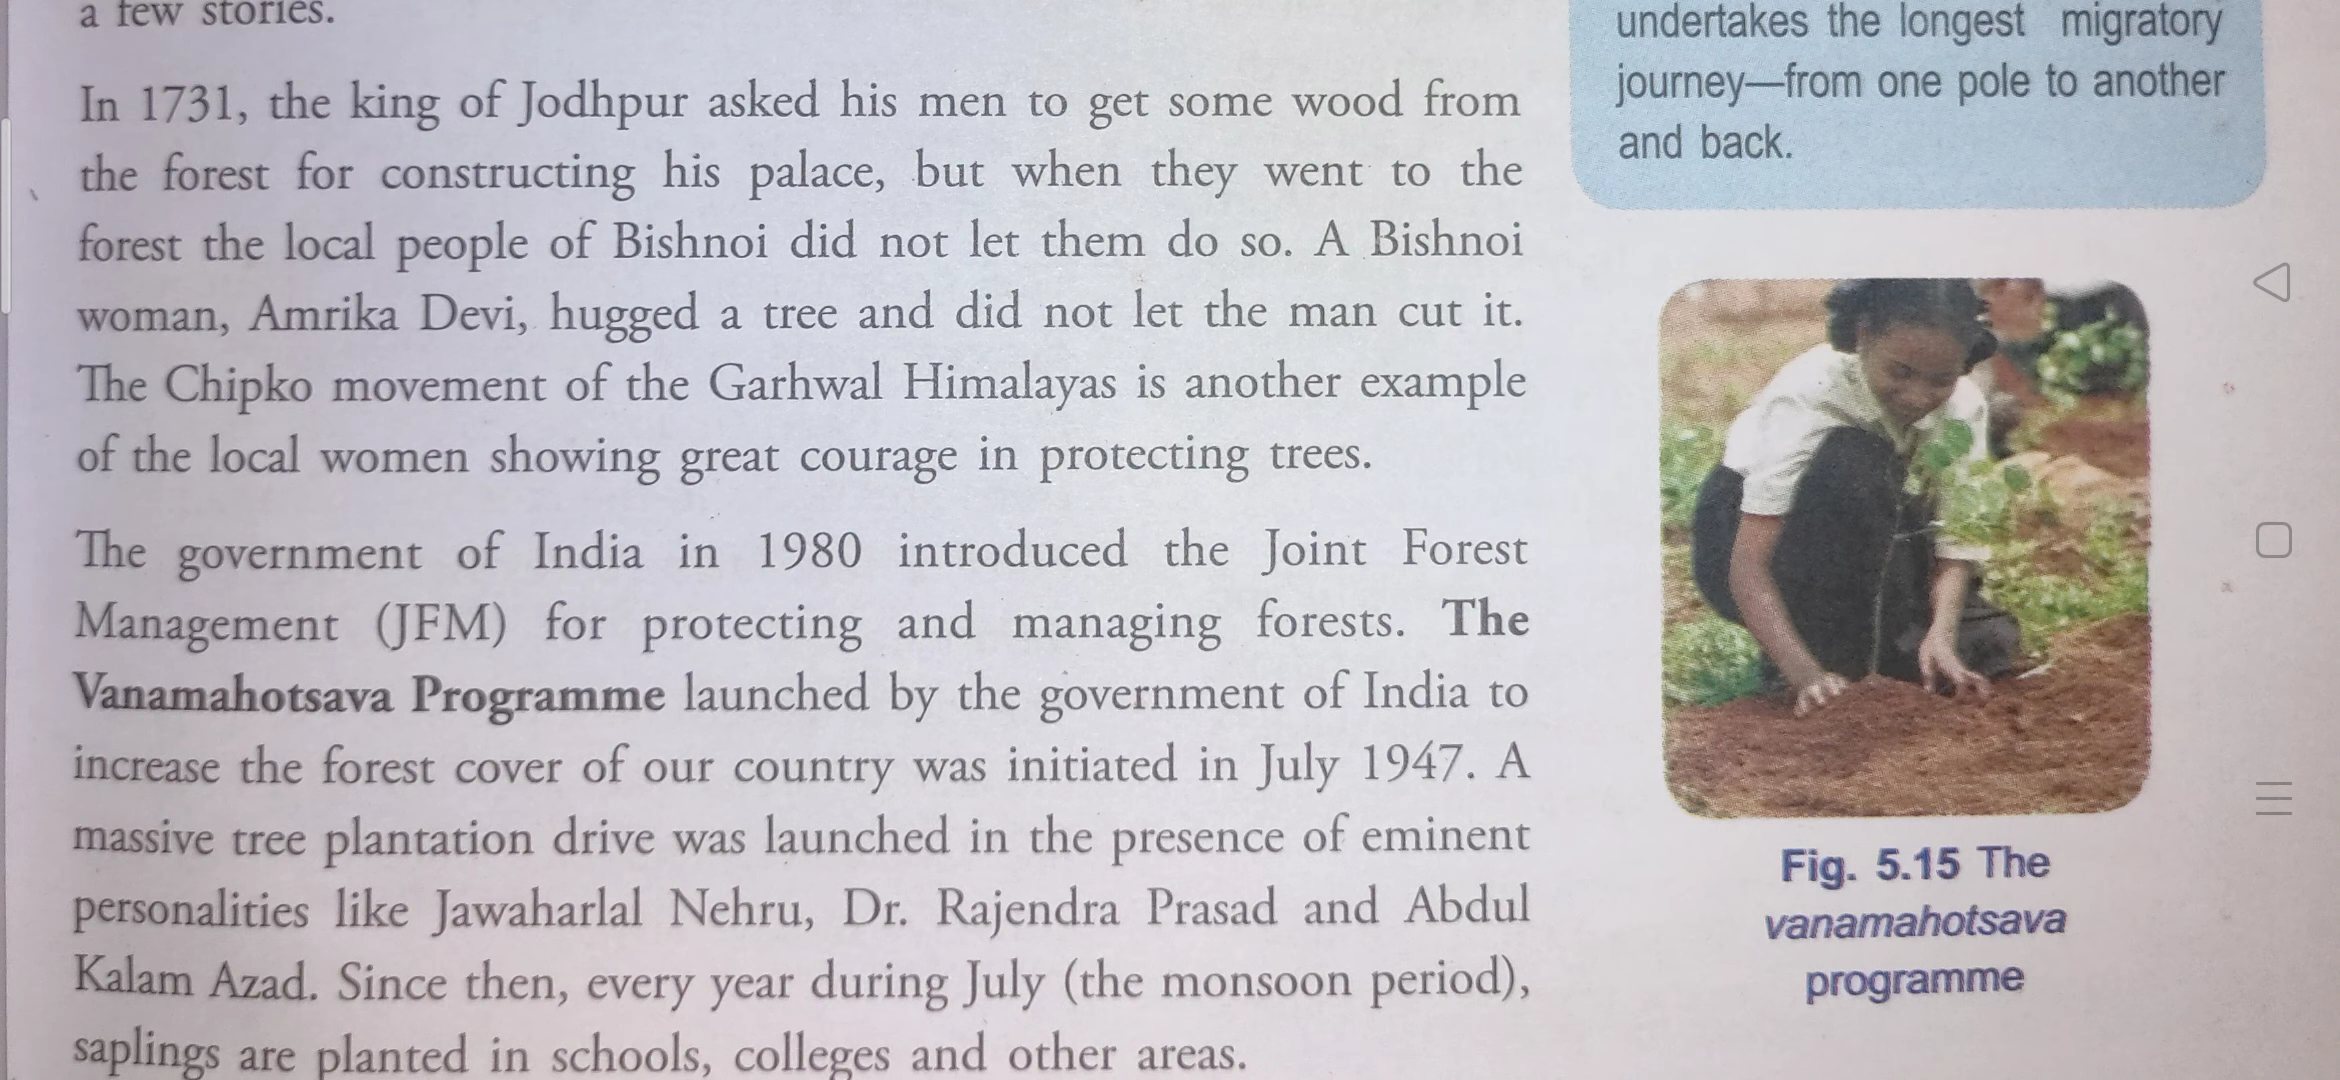 a few stories.
In 1731, the king of Jodhpur asked his men to get some wood from
the forest for constructing his palace, but when they went to the
forest the local people of Bishnoi did not let them do so. A Bishnoi
woman, Amrika Devi, hugged a tree and did not let the man cut it.
The Chipko movement of the Garhwal Himalayas is another example
of the local women showing great courage in protecting trees.
The government of India in 1980 introduced the Joint Forest
Management (JFM) for protecting and managing forests. The
Vanamahotsava Programme launched by the government of India to
increase the forest cover of our country was initiated in July 1947. A
massive tree plantation drive was launched in the presence of eminent
personalities like Jawaharlal Nehru, Dr. Rajendra Prasad and Abdul
Kalam Azad. Since then, every year during July (the monsoon period),
saplings are planted in schools, colleges and other areas.
undertakes the longest migratory
journey—from one pole to another
and back.
Fig. 5.15 The
vanamahotsava
programme